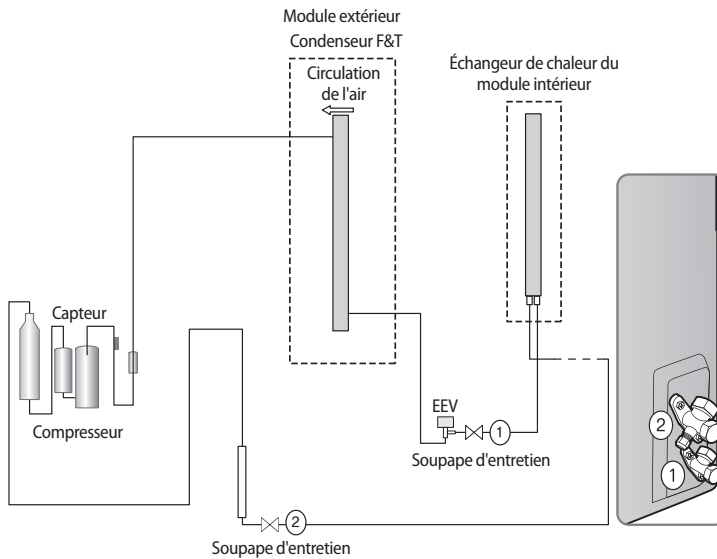 Module extérieur
Condenseur F&T
Circulation
de l'air
Échangeur de chaleur du
module intérieur
Capteur
Compresseur
EEV
1
Soupape d'entretien
2
Soupape d'entretien
2
1